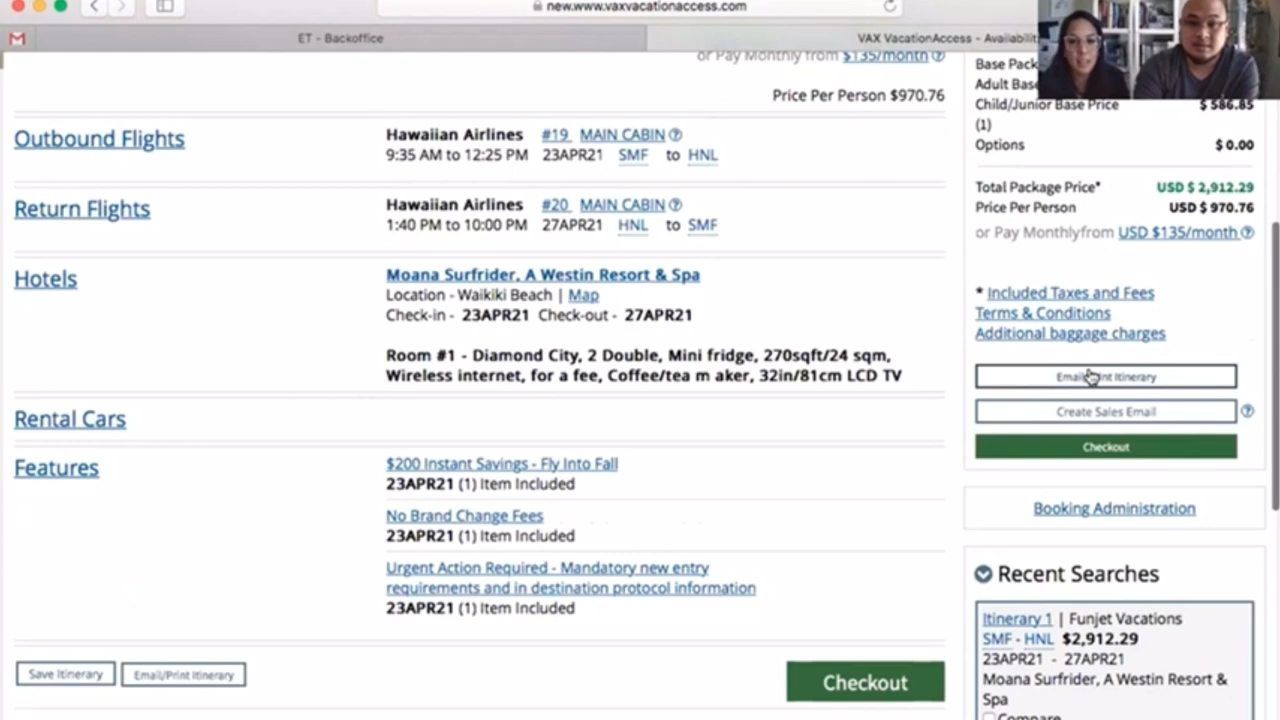 new.www.vaxvacationaccess.com
ET - Backoffice
VAX VacationAccess - Availabilit
or Pay Monthly from $135/month
Price Per Person $970.76
Outbound Flights
Hawaiian Airlines #19 MAIN CABIN
9:35 AM to 12:25 PM 23APR21 SMF to HNL
Return Flights
Hawaiian Airlines #20 MAIN CABIN
1:40 PM to 10:00 PM 27APR21 HNL to SMF
Hotels
Moana Surfrider, A Westin Resort & Spa
Location - Waikiki Beach | Map
Check-in - 23APR21 Check-out - 27APR21
Room #1 - Diamond City, 2 Double, Mini fridge, 270sqft/24 sqm,
Wireless internet, for a fee, Coffee/tea m aker, 32in/81cm LCD TV
Rental Cars
Features
$200 Instant Savings - Fly Into Fall
23APR21 (1) Item Included
No Brand Change Fees
23APR21 (1) Item Included
Urgent Action Required - Mandatory new entry
requirements and in destination protocol information
23APR21 (1) Item Included
Save Itinerary
Email/Print Itinerary
Checkout
Base Pack
Adult Base
Child/Junior Base Price $ 586.85
(1)
Options $ 0.00
Total Package Price* USD $ 2,912.29
Price Per Person USD $ 970.76
or Pay Monthlyfrom USD $135/month
* Included Taxes and Fees
Terms & Conditions
Additional baggage charges
Email Print Itinerary
Create Sales Email
Checkout
Booking Administration
Recent Searches
Itinerary 1 | Funjet Vacations
SMF - HNL $2,912.29
23APR21 - 27APR21
Moana Surfrider, A Westin Resort &
Spa
Compare